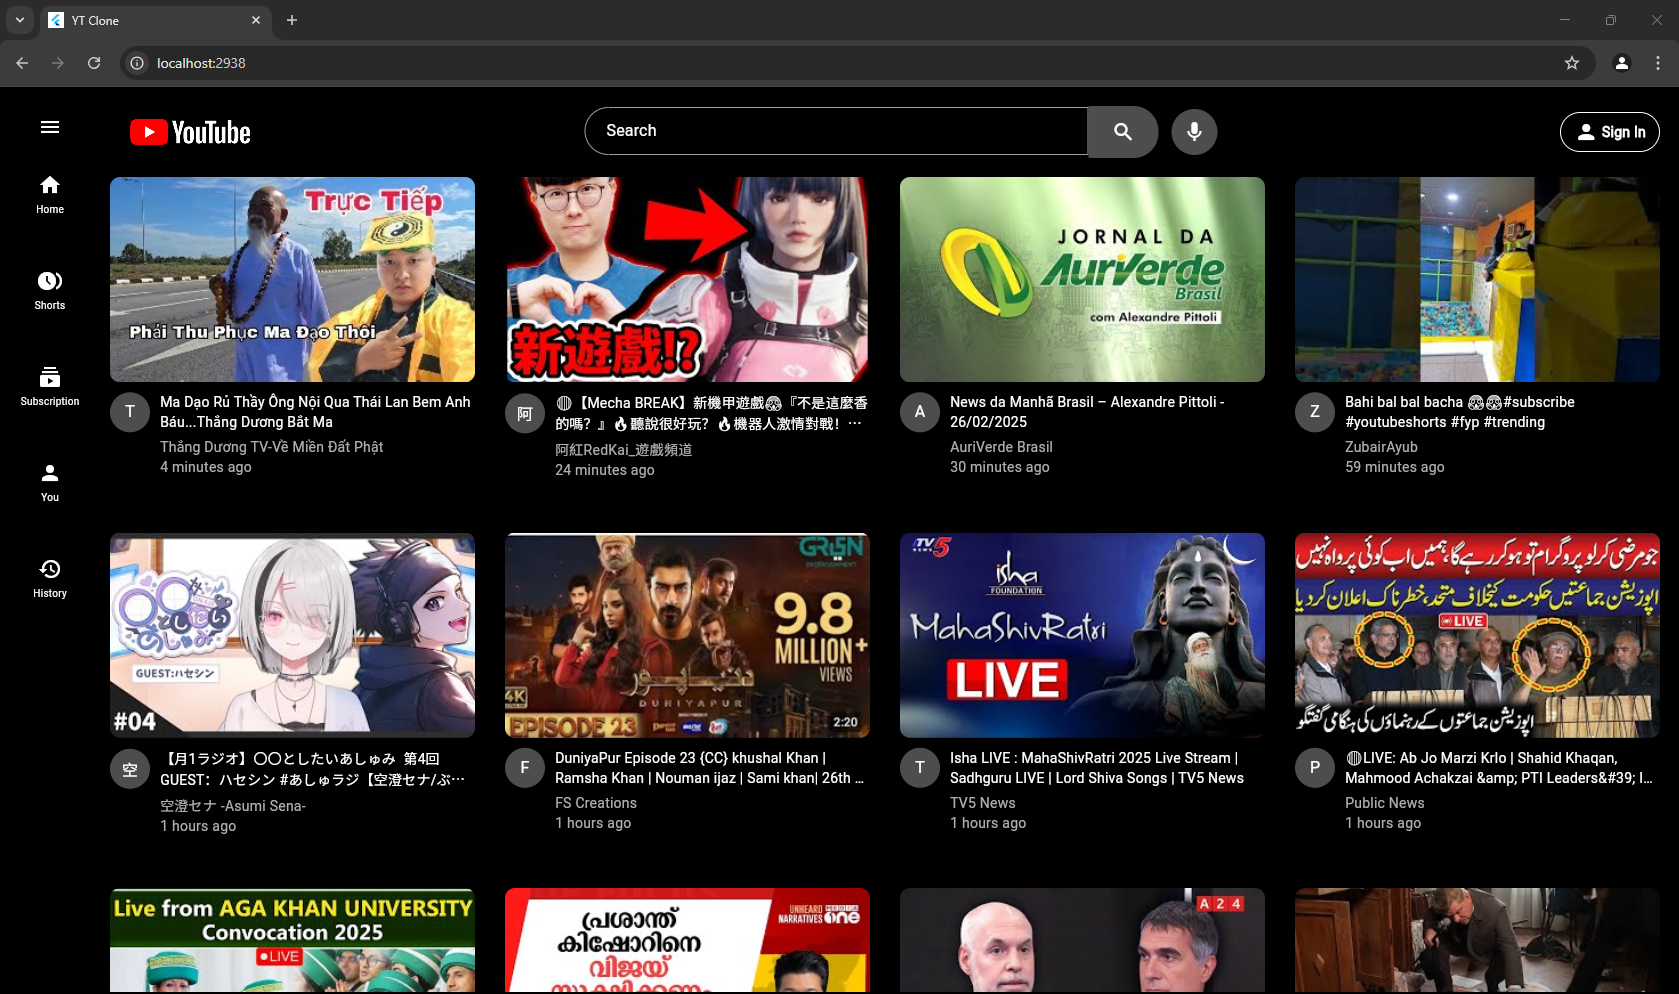 YT Clone
localhost:2938
YouTube
Search
Sign In
Home
Shorts
Subscription
You
History
Trực Tiếp
Phải Thu Phục Ma Đạo Thôi
T
Ma Dạo Rủ Thầy Ông Nội Qua Thái Lan Bem Anh
Báu...Thắng Dương Bắt Ma
Thắng Dương TV-Về Miền Đất Phật
4 minutes ago
新遊戲!?
阿
【Mecha BREAK】新機甲遊戲『不是這麼香
的嗎？』🔥聽說很好玩？🔥機器人激情對戰！…
阿紅RedKai_遊戲頻道
24 minutes ago
JORNAL DA
AuriVerde
Brasil
com Alexandre Pittoli
A
News da Manhã Brasil – Alexandre Pittoli -
26/02/2025
AuriVerde Brasil
30 minutes ago
Z
Bahi bal bal bacha #subscribe
#youtubeshorts #fyp #trending
ZubairAyub
59 minutes ago
GUEST:ハセシン
#04
空
【月1ラジオ】〇〇としたいあしゅみ 第4回
GUEST：ハセシン #あしゅラジ【空澄セナ/ぶ…
空澄セナ -Asumi Sena-
1 hours ago
GREEN
ENTERTAINMENT
9.8
MILLION+
VIEWS
دنیا پور
DUNIYAPUR
4K
EPISODE 23
2:20
F
DuniyaPur Episode 23 {CC} khushal Khan |
Ramsha Khan | Nouman ijaz | Sami khan| 26th ...
FS Creations
1 hours ago
TV5
NEWS
isha
FOUNDATION
MahaShivRatri
LIVE
T
Isha LIVE : MahaShivRatri 2025 Live Stream |
Sadhguru LIVE | Lord Shiva Songs | TV5 News
TV5 News
1 hours ago
جو مرضی کرلو پروگرام تو ہو کر رہے گا ہمیں اب کوئی پرواہ نہیں
اپوزیشن جماعتیں حکومت کیخلاف متحد، خطرناک اعلان کر دیا
LIVE
اپوزیشن جماعتوں کے رہنماؤں کی ہنگامی گفتگو
P
LIVE: Ab Jo Marzi Krlo | Shahid Khaqan,
Mahmood Achakzai &amp; PTI Leaders&#39; I...
Public News
1 hours ago
Live from AGA KHAN UNIVERSITY
Convocation 2025
LIVE
പ്രശാന്ത്
കിഷോറിനെ
വിജയ്
UNHEARD
NARRATIVES
MEDIA
one
A24